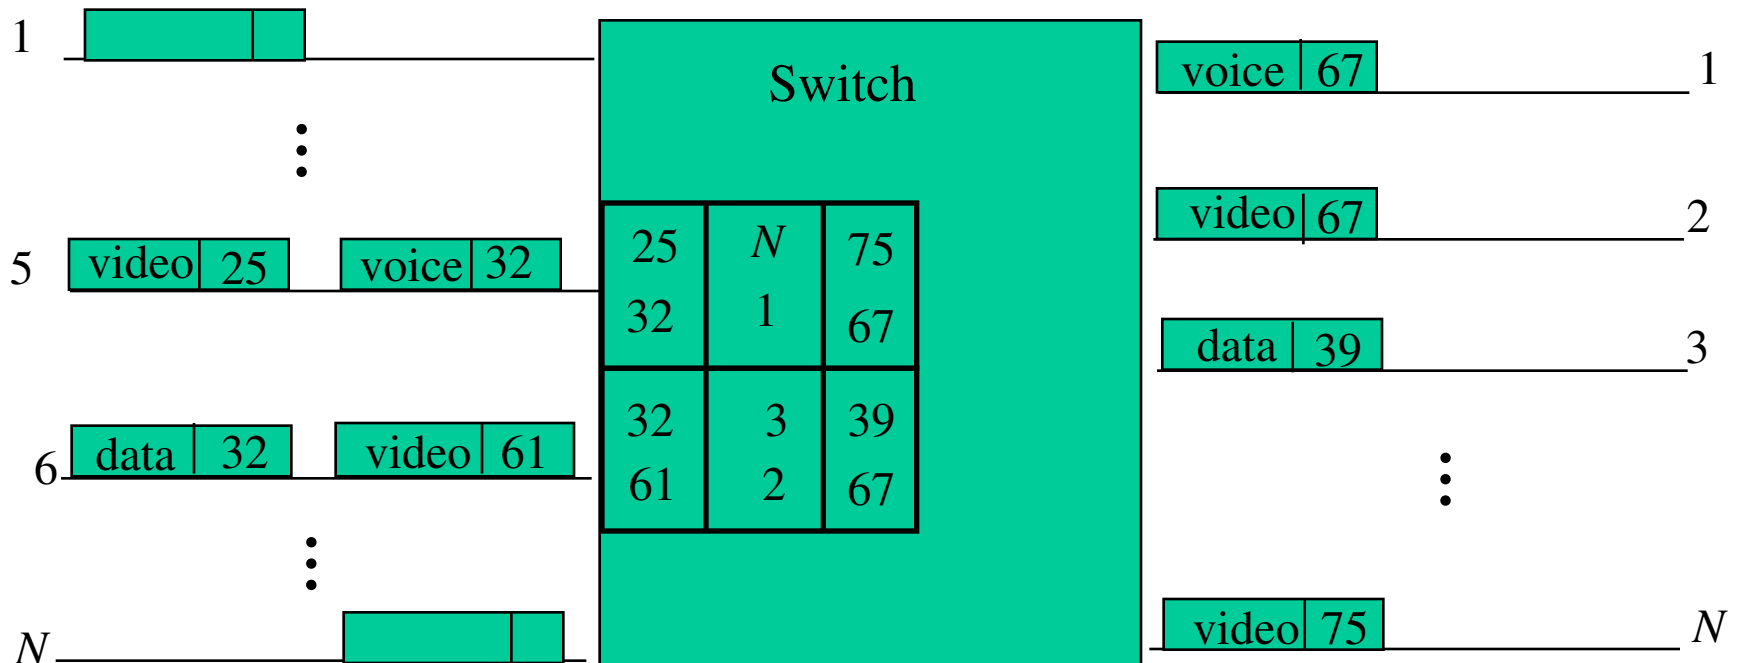 1
voice 67
1
Switch
video 67
2
5
video 25
voice 32
25 N 75
32 1 67
data 39
3
6
data 32
video 61
32 3 39
61 2 67
N
video 75
N